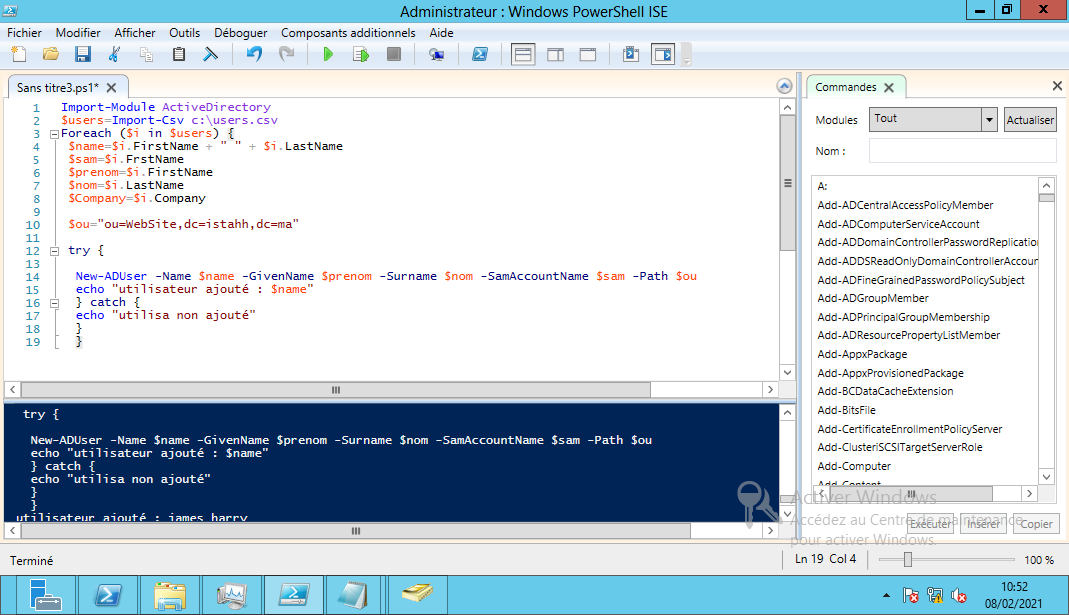 Administrateur : Windows PowerShell ISE
Fichier Modifier Afficher Outils Déboguer Composants additionnels Aide
Sans titre3.ps1*
1 Import-Module ActiveDirectory
2 $users=Import-Csv c:\users.csv
3 Foreach ($i in $users) {
4 $name=$i.FirstName + " " + $i.LastName
5 $sam=$i.FrstName
6 $prenom=$i.FirstName
7 $nom=$i.LastName
8 $Company=$i.Company
9
10 $ou="ou=WebSite,dc=istahh,dc=ma"
11
12 try {
13
14 New-ADUser -Name $name -GivenName $prenom -Surname $nom -SamAccountName $sam -Path $ou
15 echo "utilisateur ajouté : $name"
16 } catch {
17 echo "utilisa non ajouté"
18 }
19 }
try {
New-ADUser -Name $name -GivenName $prenom -Surname $nom -SamAccountName $sam -Path $ou
echo "utilisateur ajouté : $name"
} catch {
echo "utilisa non ajouté"
}
}
utilisateur ajouté : james harry
Commandes
Modules Tout Actualiser
Nom :
A:
Add-ADCentralAccessPolicyMember
Add-ADComputerServiceAccount
Add-ADDomainControllerPasswordReplicatio
Add-ADDSReadOnlyDomainControllerAccour
Add-ADFineGrainedPasswordPolicySubject
Add-ADGroupMember
Add-ADPrincipalGroupMembership
Add-ADResourcePropertyListMember
Add-AppxPackage
Add-AppxProvisionedPackage
Add-BCDataCacheExtension
Add-BitsFile
Add-CertificateEnrollmentPolicyServer
Add-ClusteriSCSITargetServerRole
Add-Computer
Add-Content
Exécuter Insérer Copier
Activer Windows
Accédez au Centre de maintenance
pour activer Windows.
Terminé
Ln 19 Col 4 100 %
10:52
08/02/2021